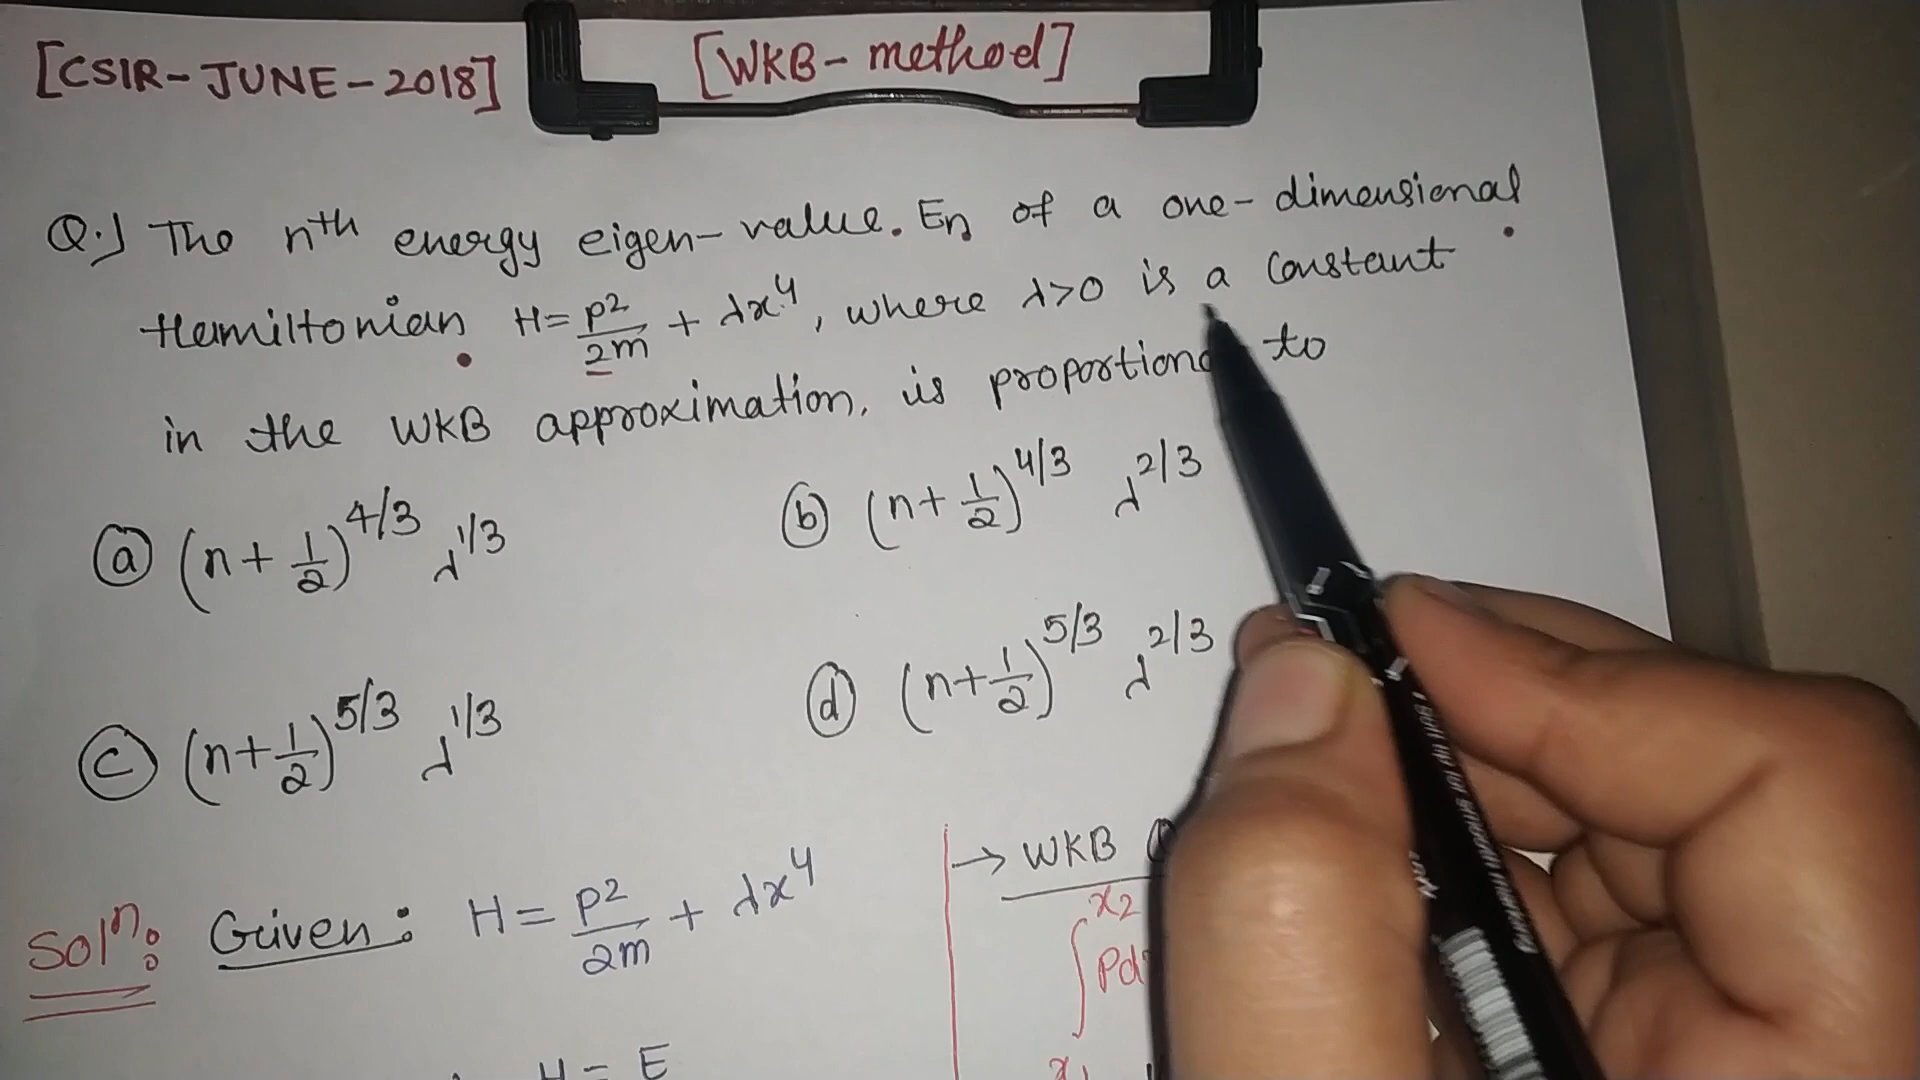 [CSIR-JUNE-2018]
[WKB-method]
Q.) The nth energy eigen-value. En of a one-dimensional
Hamiltonian H=p²/2m + λx⁴, where λ>0 is a constant
in the WKB approximation, is proportional to
(a) (n+1/2)^4/3 λ^1/3
(b) (n+1/2)^4/3 λ^2/3
(c) (n+1/2)^5/3 λ^1/3
(d) (n+1/2)^5/3 λ^2/3
Solⁿ: Given: H=p²/2m + λx⁴
→ WKB
x2
∫Pd
x1
H = E